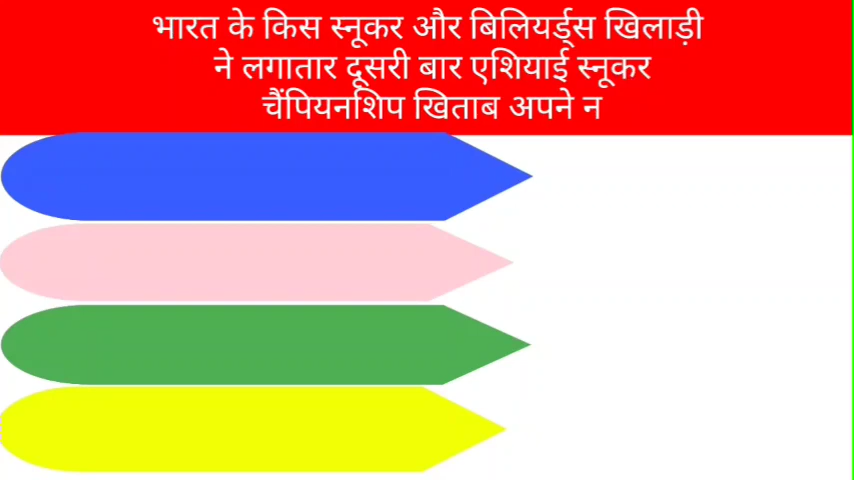 भारत के किस स्नूकर और बिलियर्ड्स खिलाड़ी
ने लगातार दूसरी बार एशियाई स्नूकर
चैंपियनशिप खिताब अपने न